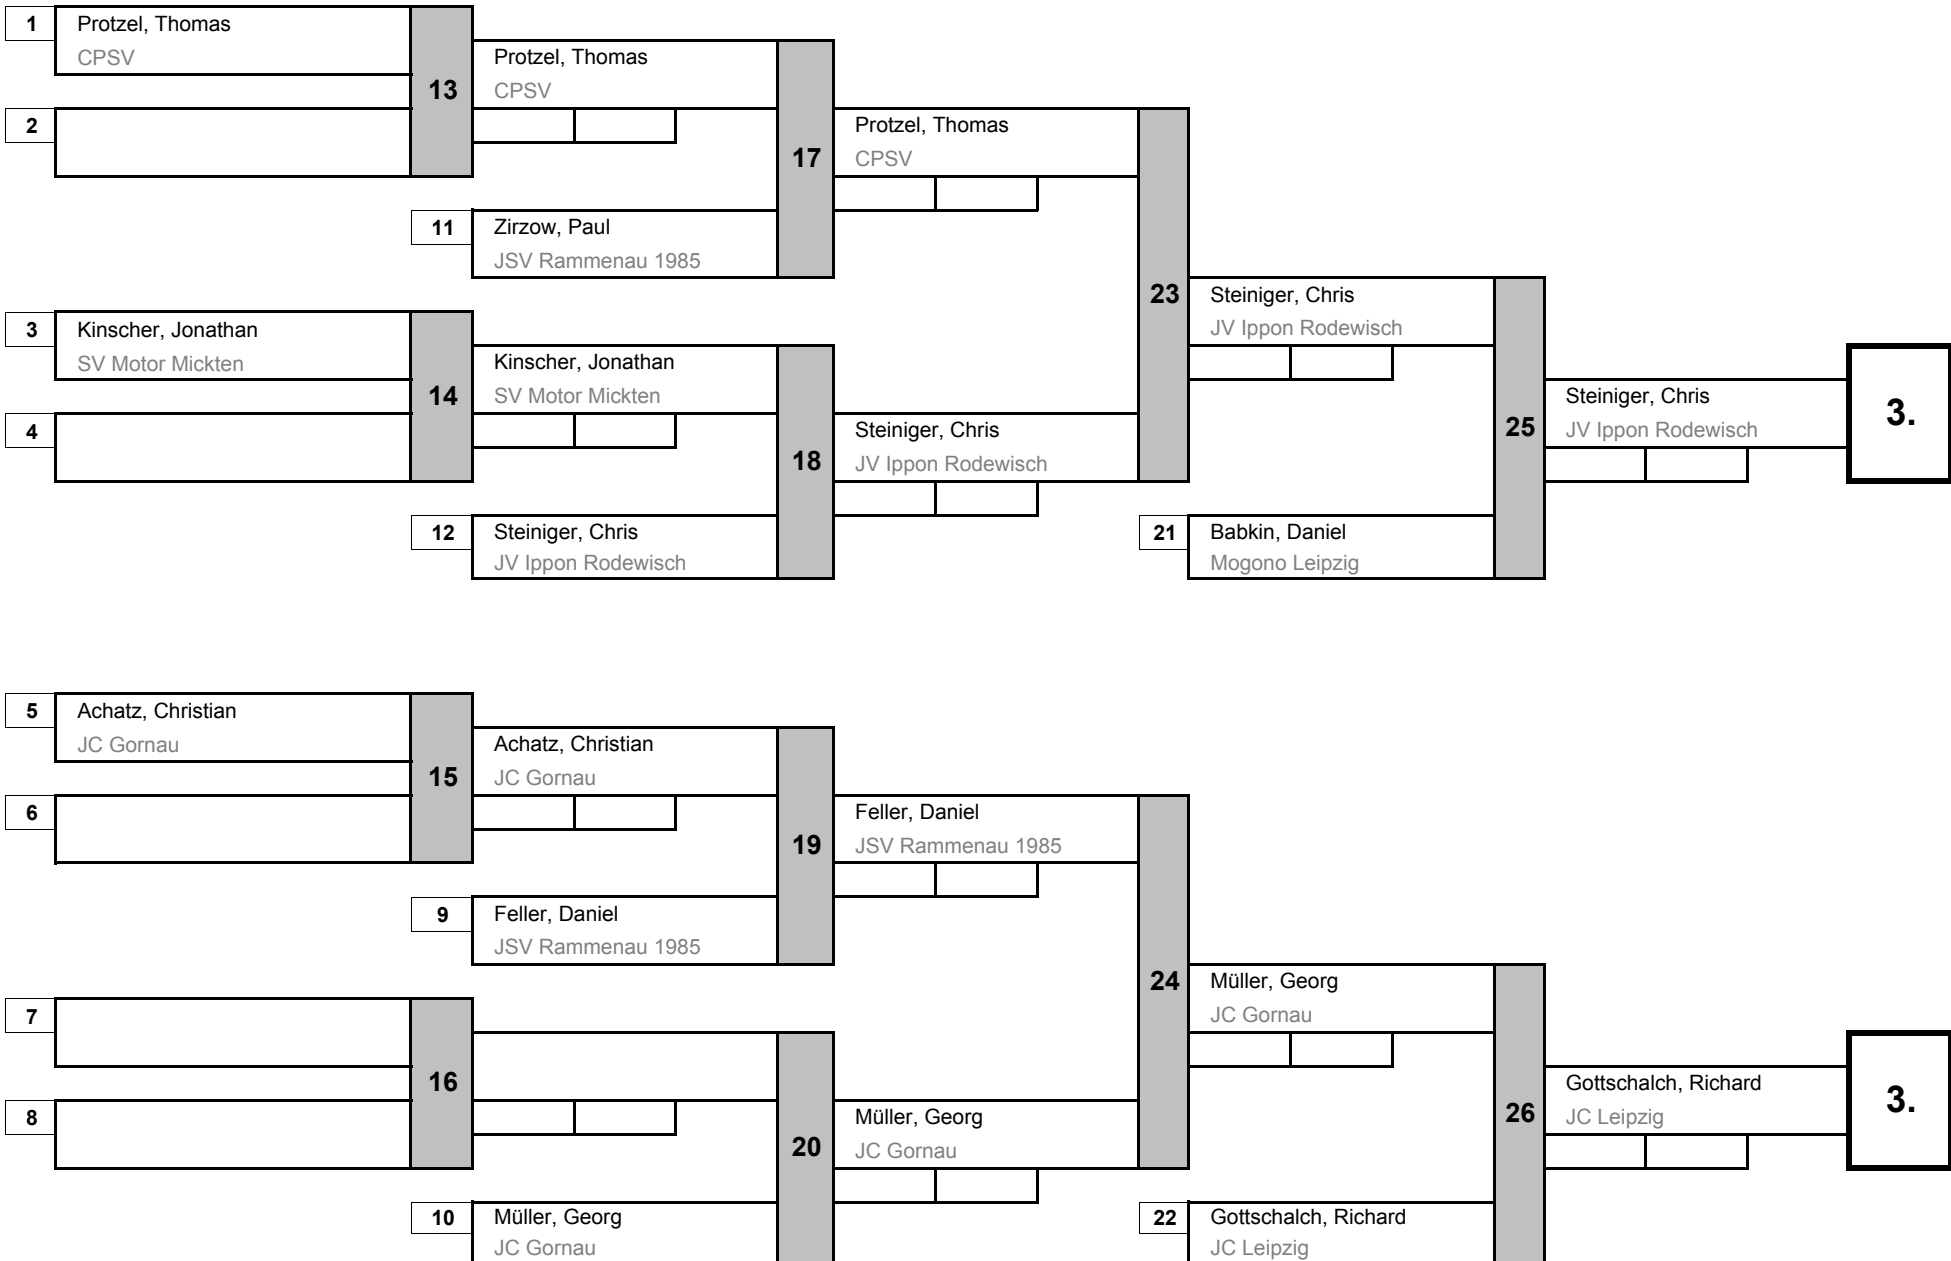 1
Protzel, Thomas
CPSV
2
13
Protzel, Thomas
CPSV
11
Zirzow, Paul
JSV Rammenau 1985
17
Protzel, Thomas
CPSV
3
Kinscher, Jonathan
SV Motor Mickten
4
14
Kinscher, Jonathan
SV Motor Mickten
12
Steiniger, Chris
JV Ippon Rodewisch
18
Steiniger, Chris
JV Ippon Rodewisch
23
Steiniger, Chris
JV Ippon Rodewisch
21
Babkin, Daniel
Mogono Leipzig
25
Steiniger, Chris
JV Ippon Rodewisch
3.
5
Achatz, Christian
JC Gornau
6
15
Achatz, Christian
JC Gornau
9
Feller, Daniel
JSV Rammenau 1985
19
Feller, Daniel
JSV Rammenau 1985
7
8
16
10
Müller, Georg
JC Gornau
20
Müller, Georg
JC Gornau
24
Müller, Georg
JC Gornau
22
Gottschalch, Richard
JC Leipzig
26
Gottschalch, Richard
JC Leipzig
3.